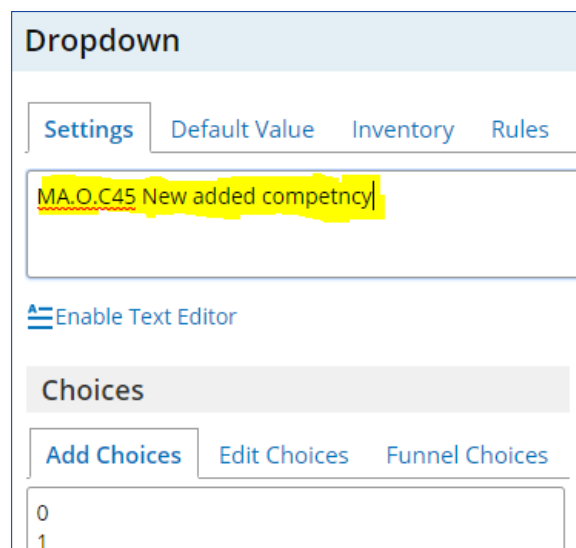 Dropdown
Settings Default Value Inventory Rules
MA.O.C45 New added competncy
Enable Text Editor
Choices
Add Choices Edit Choices Funnel Choices
0
1